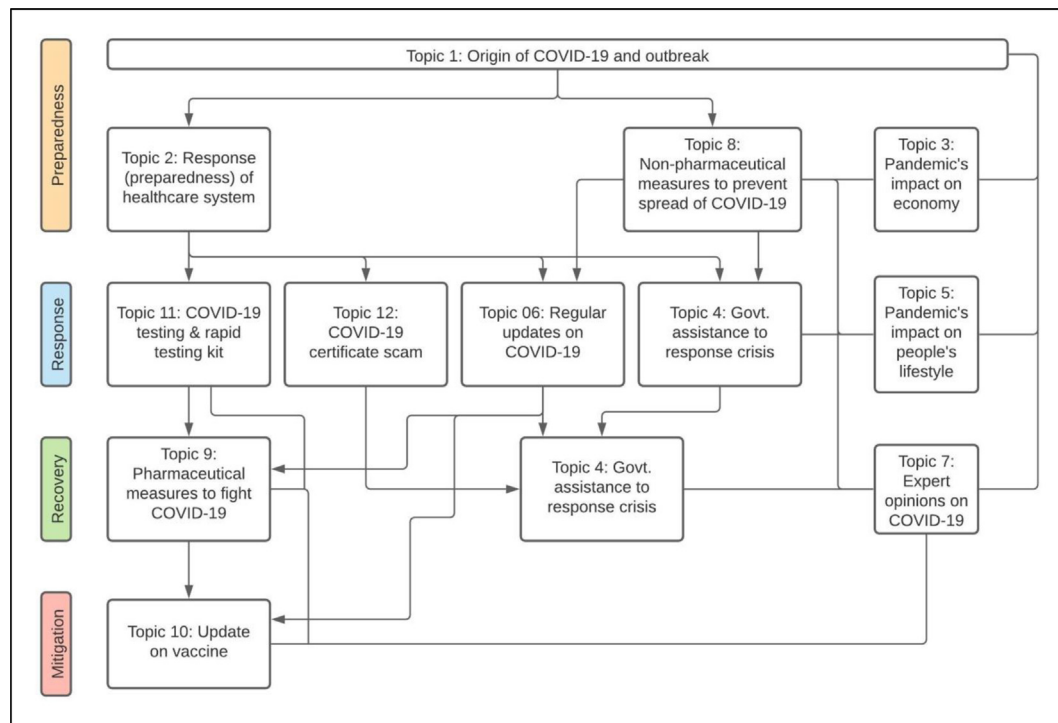 Preparedness
Topic 1: Origin of COVID-19 and outbreak
Topic 2: Response
(preparedness) of
healthcare system
Topic 8:
Non-pharmaceutical
measures to prevent
spread of COVID-19
Topic 3:
Pandemic's
impact on
economy
Response
Topic 11: COVID-19
testing & rapid
testing kit
Topic 12:
COVID-19
certificate scam
Topic 06: Regular
updates on
COVID-19
Topic 4: Govt.
assistance to
response crisis
Topic 5:
Pandemic's
impact on
people's
lifestyle
Recovery
Topic 9:
Pharmaceutical
measures to fight
COVID-19
Topic 4: Govt.
assistance to
response crisis
Topic 7:
Expert
opinions on
COVID-19
Mitigation
Topic 10: Update
on vaccine